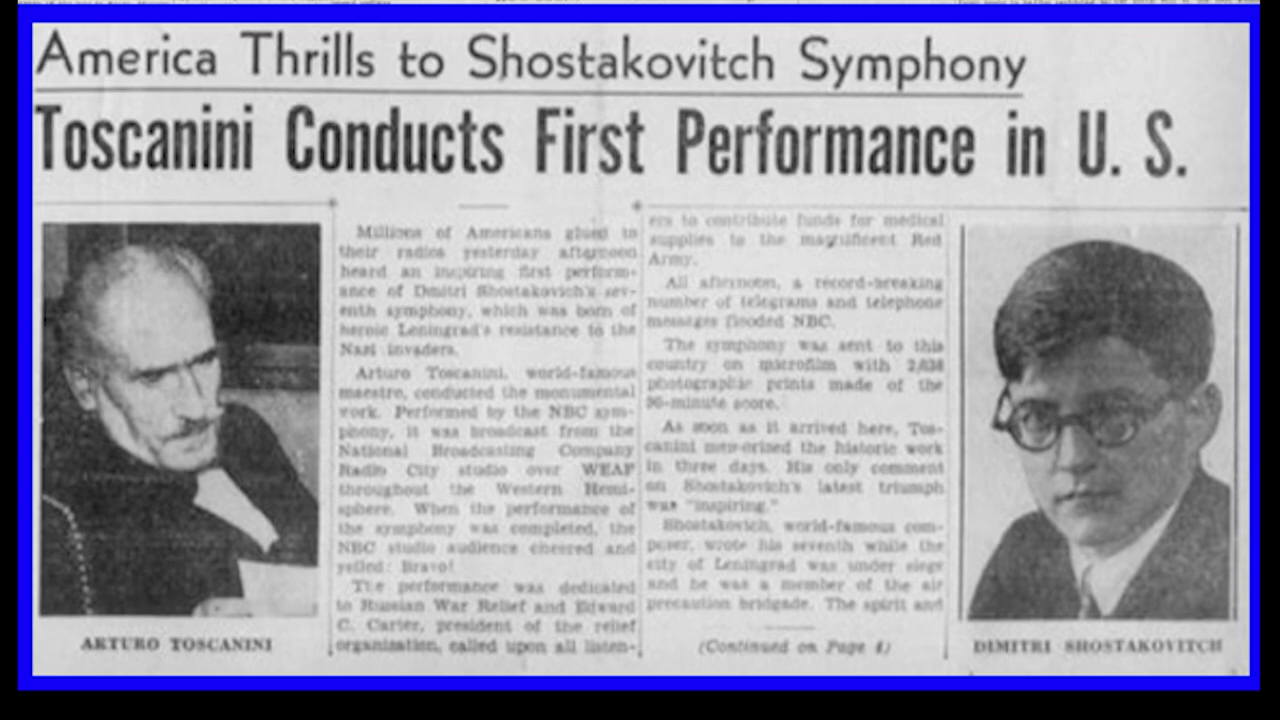 America Thrills to Shostakovitch Symphony
Toscanini Conducts First Performance in U. S.
Millions of Americans glued to
their radios yesterday afternoon
heard an inspiring first perform-
ance of Dmitri Shostakovich's sev-
enth symphony, which was born of
heroic Leningrad's resistance to the
Nazi invaders.
Arturo Toscanini, world-famous
maestro, conducted the monumental
work. Performed by the NBC sym-
phony, it was broadcast from the
National Broadcasting Company
Radio City studio over WEAF
throughout the Western Hemi-
sphere. When the performance of
the symphony was completed, the
NBC studio audience cheered and
yelled: Bravo!
The performance was dedicated
to Russian War Relief and Edward
C. Carter, president of the relief
organization, called upon all listen-
ers to contribute funds for medical
supplies to the magnificent Red
Army.
All afternoon, a record-breaking
number of telegrams and telephone
messages flooded NBC.
The symphony was sent to this
country on microfilm with
photographic prints made of the
-minute score.
As soon as it arrived here, Tos-
canini memorised the historic work
in three days. His only comment
on Shostakovich's latest triumph
was "inspiring."
Shostakovich, world-famous com-
poser, wrote his seventh while the
city of Leningrad was under siege
and he was a member of the air
precaution bridgade. The spirit and
(Continued on Page 4)
ARTURO TOSCANINI
DIMITRI SHOSTAKOVITCH